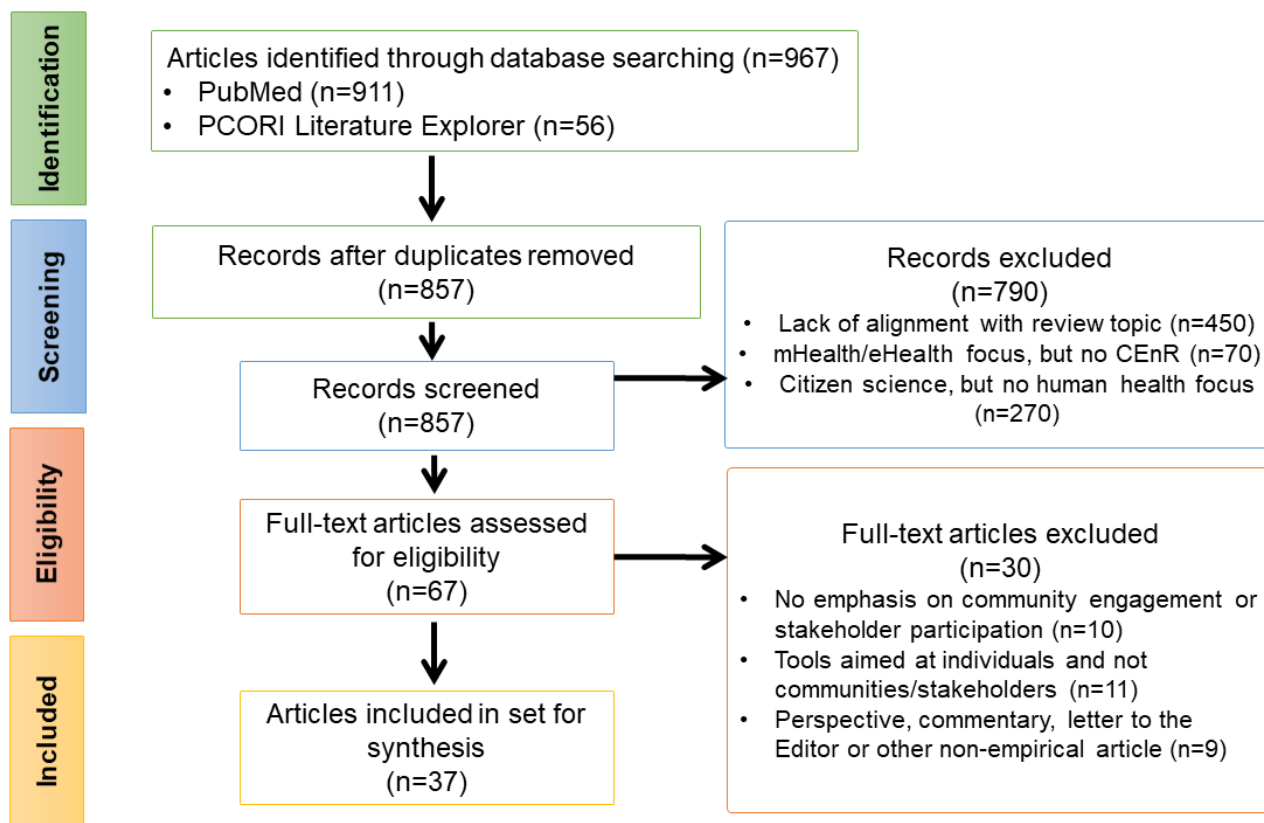 Identification
Articles identified through database searching (n=967)
• PubMed (n=911)
• PCORI Literature Explorer (n=56)
Screening
Records after duplicates removed
(n=857)
Records screened
(n=857)
Records excluded
(n=790)
• Lack of alignment with review topic (n=450)
• mHealth/eHealth focus, but no CEnR (n=70)
• Citizen science, but no human health focus
(n=270)
Eligibility
Full-text articles assessed
for eligibility
(n=67)
Full-text articles excluded
(n=30)
• No emphasis on community engagement or
stakeholder participation (n=10)
• Tools aimed at individuals and not
communities/stakeholders (n=11)
• Perspective, commentary, letter to the
Editor or other non-empirical article (n=9)
Included
Articles included in set for
synthesis
(n=37)